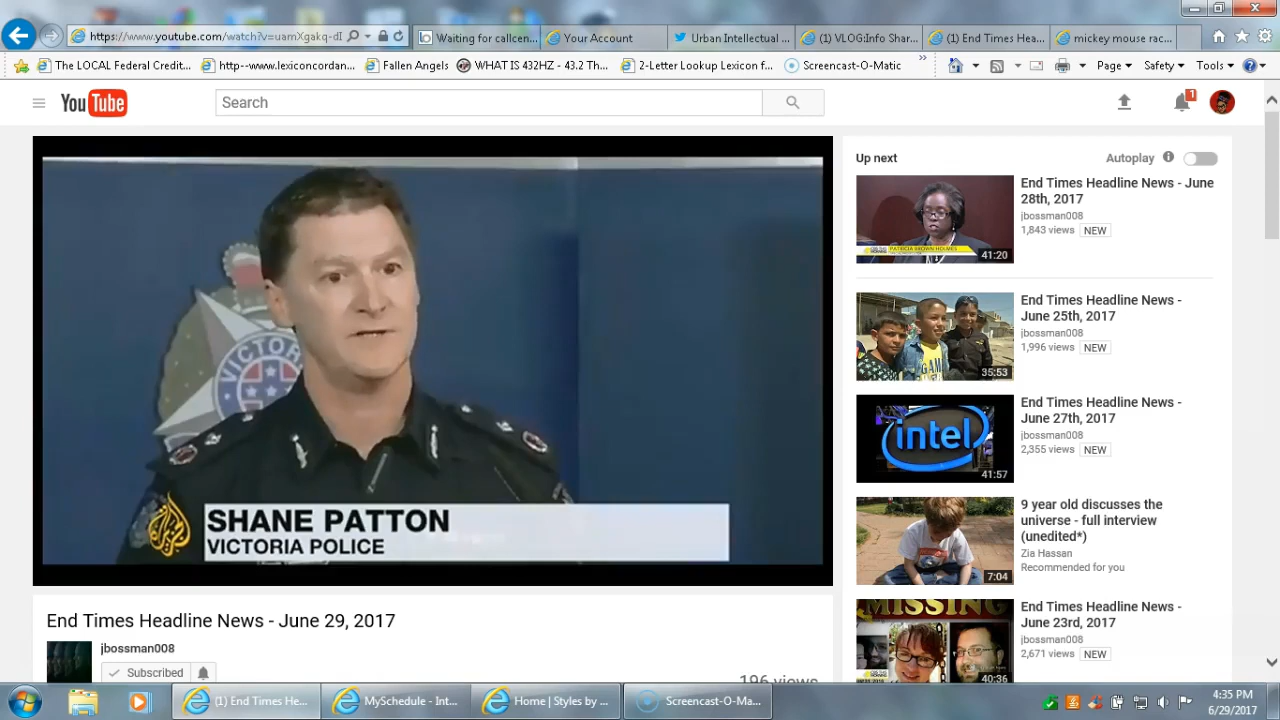 https://www.youtube.com/watch?v=uamXgakq-dI
Waiting for callcen...
Your Account
Urban Intellectual...
(1) VLOG:Info Shar...
(1) End Times Hea...
mickey mouse rac...
The LOCAL Federal Credit...
http--www.lexiconcordan...
Fallen Angels
WHAT IS 432HZ - 43.2 Th...
2-Letter Lookup Lexicon f...
Screencast-O-Matic
Page
Safety
Tools
YouTube
Search
1
SHANE PATTON
VICTORIA POLICE
End Times Headline News - June 29, 2017
jbossman008
Subscribed
196 views
Up next
Autoplay
End Times Headline News - June
28th, 2017
jbossman008
1,843 views NEW
PATRICIA BROWN HOLMES
41:20
End Times Headline News -
June 25th, 2017
jbossman008
1,996 views NEW
GAM
35:53
End Times Headline News -
June 27th, 2017
jbossman008
2,355 views NEW
intel
41:57
9 year old discusses the
universe - full interview
(unedited*)
Zia Hassan
Recommended for you
7:04
End Times Headline News -
June 23rd, 2017
jbossman008
2,671 views NEW
MISSING
40:36
(1) End Times He...
MySchedule - Int...
Home | Styles by ...
Screencast-O-Ma...
4:35 PM
6/29/2017